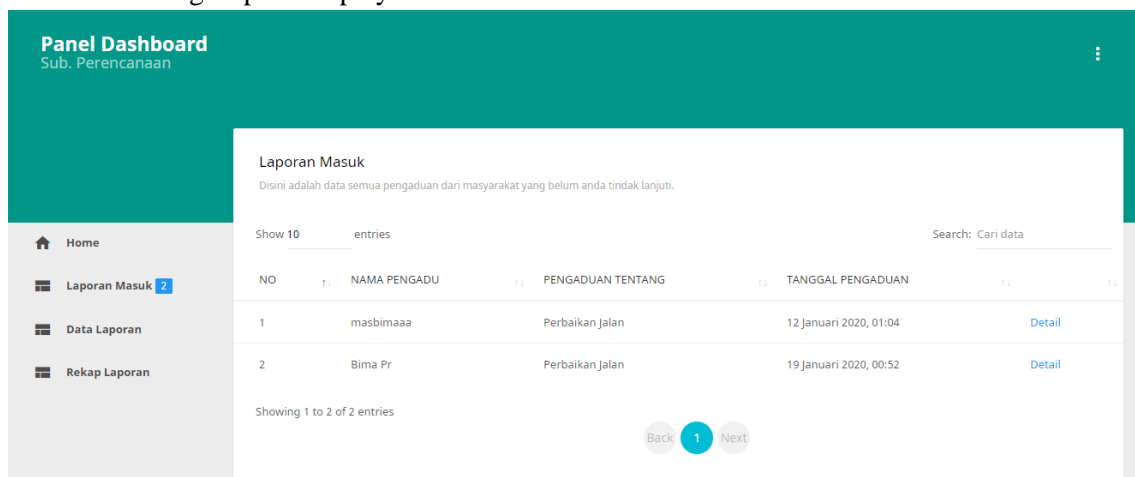 Panel Dashboard
Sub. Perencanaan
Laporan Masuk
Disini adalah data semua pengaduan dari masyarakat yang belum anda tindak lanjuti.
Home
Laporan Masuk 2
Data Laporan
Rekap Laporan
Show 10 entries
Search: Cari data
NO NAMA PENGADU PENGADUAN TENTANG TANGGAL PENGADUAN
1 masbimaaa Perbaikan Jalan 12 Januari 2020, 01:04 Detail
2 Bima Pr Perbaikan Jalan 19 Januari 2020, 00:52 Detail
Showing 1 to 2 of 2 entries
Back 1 Next